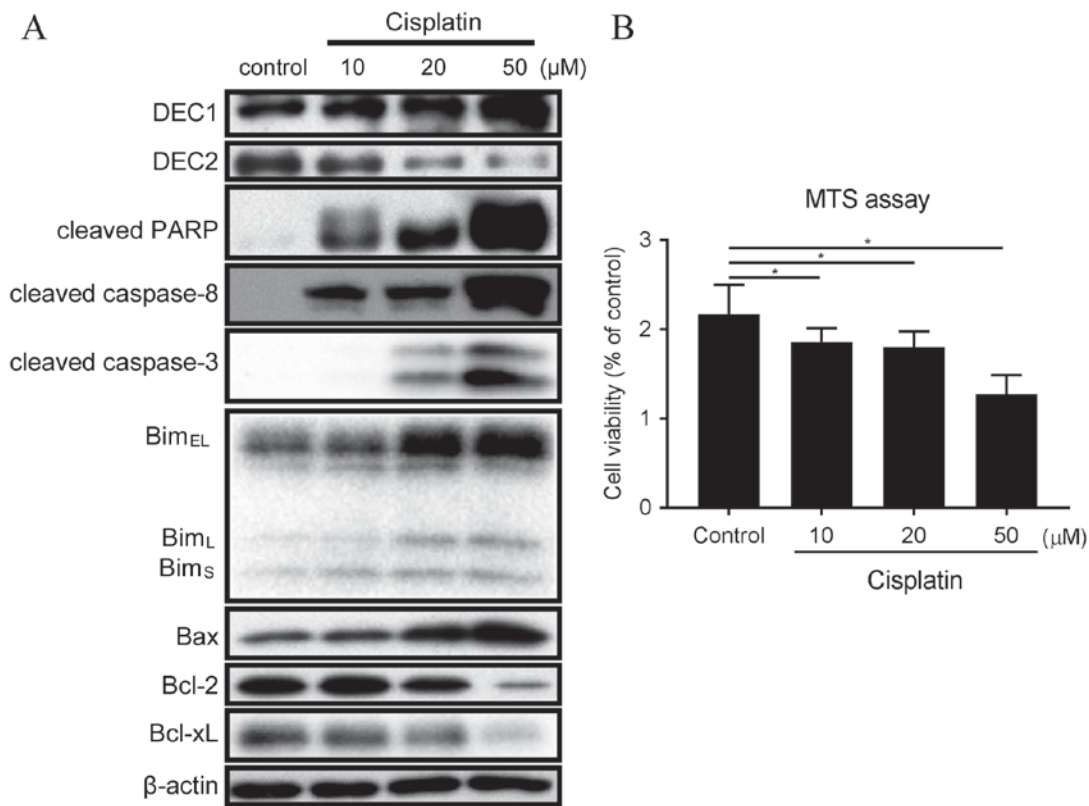 A
Cisplatin
control 10 20 50 (μM)
DEC1
DEC2
cleaved PARP
cleaved caspase-8
cleaved caspase-3
BimEL
BimL
BimS
Bax
Bcl-2
Bcl-xL
β-actin
B
MTS assay
Cell viability (% of control)
3
2
1
0
* 
*
*
Control 10 20 50 (μM)
Cisplatin